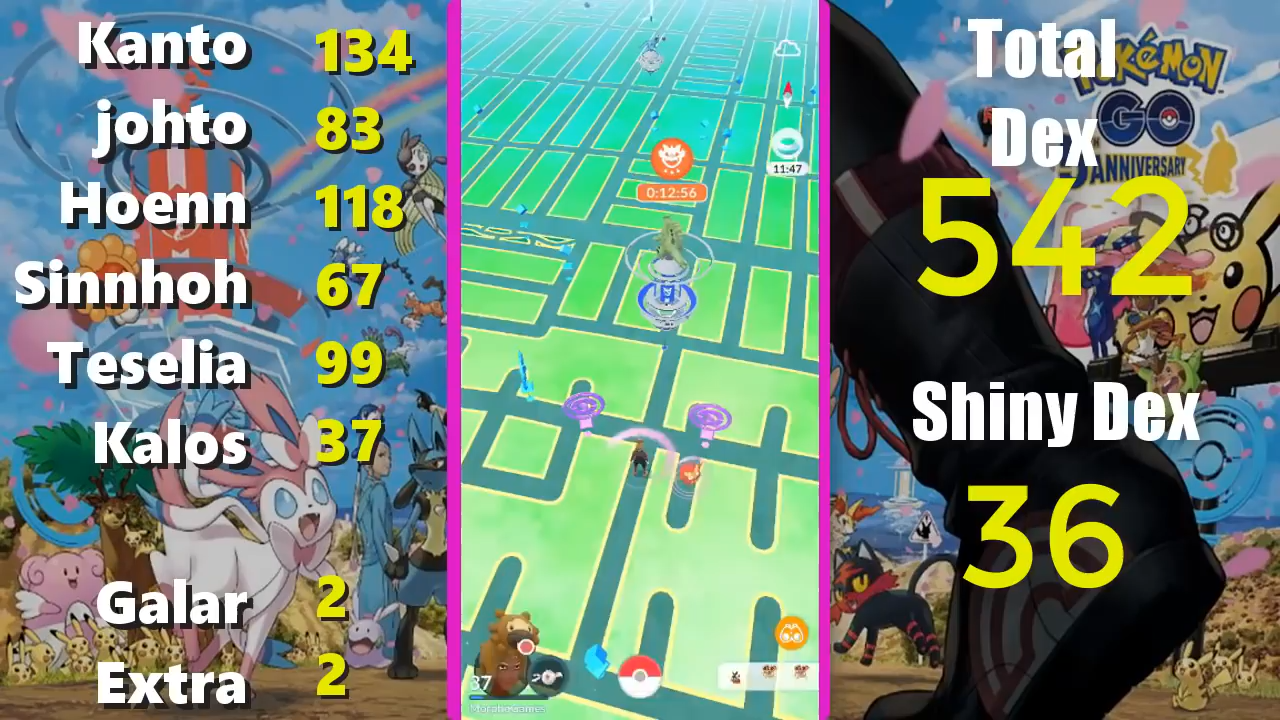 Kanto 134
johto 83
Hoenn 118
Sinnhoh 67
Teselia 99
Kalos 37
Galar 2
Extra 2
11:47
0:12:56
37
MorphoGamies
Total
Dex
542
Shiny Dex
36
POKÉMON
GO
ANNIVERSARY